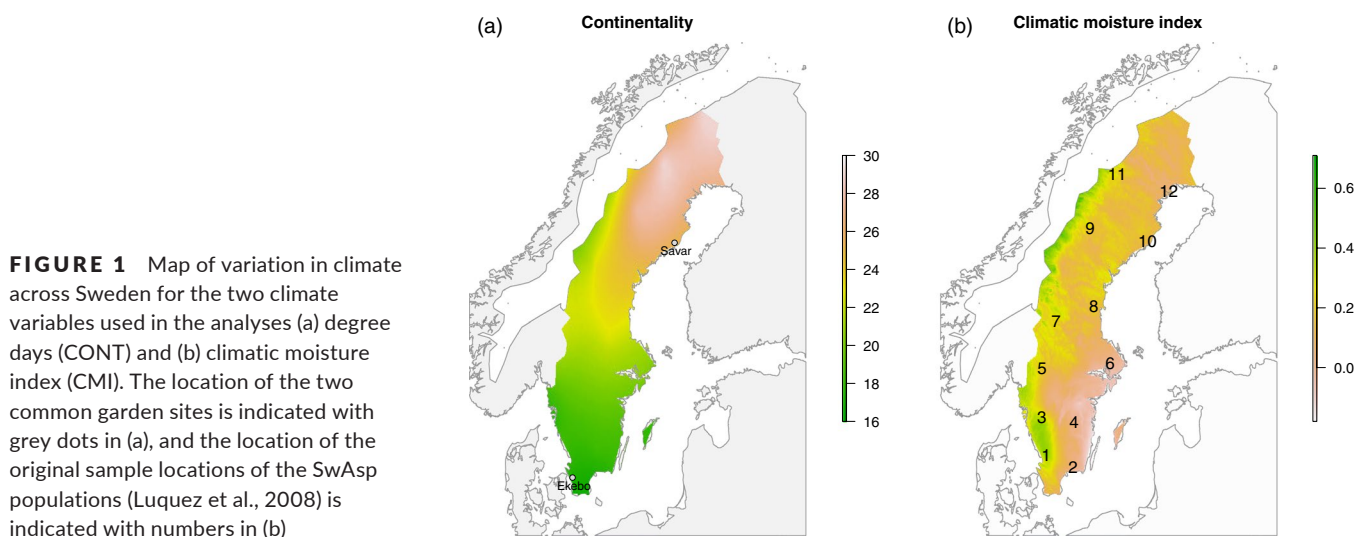 FIGURE 1 Map of variation in climate
across Sweden for the two climate
variables used in the analyses (a) degree
days (CONT) and (b) climatic moisture
index (CMI). The location of the two
common garden sites is indicated with
grey dots in (a), and the location of the
original sample locations of the SwAsp
populations (Luquez et al., 2008) is
indicated with numbers in (b)
(a) Continentality
Savar
Ekebo
30
28
26
24
22
20
18
16
(b) Climatic moisture index
11
12
9
10
8
7
6
5
3
4
1
2
0.6
0.4
0.2
0.0